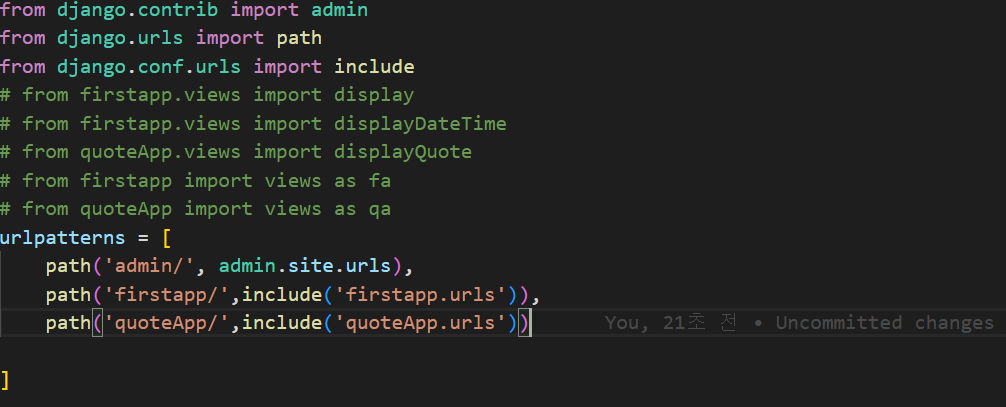 from django.contrib import admin
from django.urls import path
from django.conf.urls import include
# from firstapp.views import display
# from firstapp.views import displayDateTime
# from quoteApp.views import displayQuote
# from firstapp import views as fa
# from quoteApp import views as qa
urlpatterns = [
    path('admin/', admin.site.urls),
    path('firstapp/',include('firstapp.urls')),
    path('quoteApp/',include('quoteApp.urls')) You, 21초 전 • Uncommitted changes
]